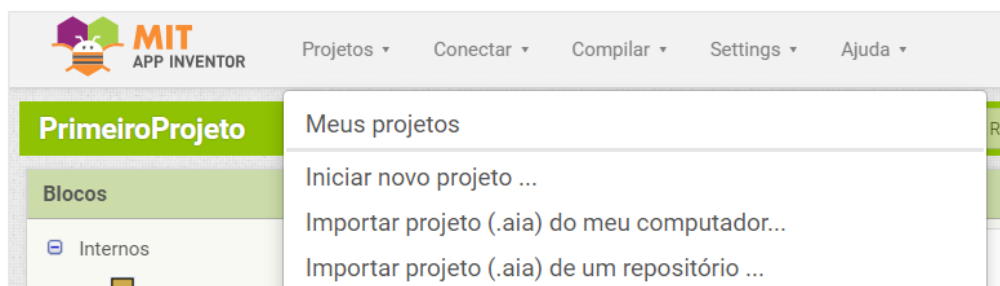 MIT
APP INVENTOR
Projetos Conectar Compilar Settings Ajuda
PrimeiroProjeto
Meus projetos
R
Blocos
Iniciar novo projeto ...
Importar projeto (.aia) do meu computador...
Internos
Importar projeto (.aia) de um repositório ...